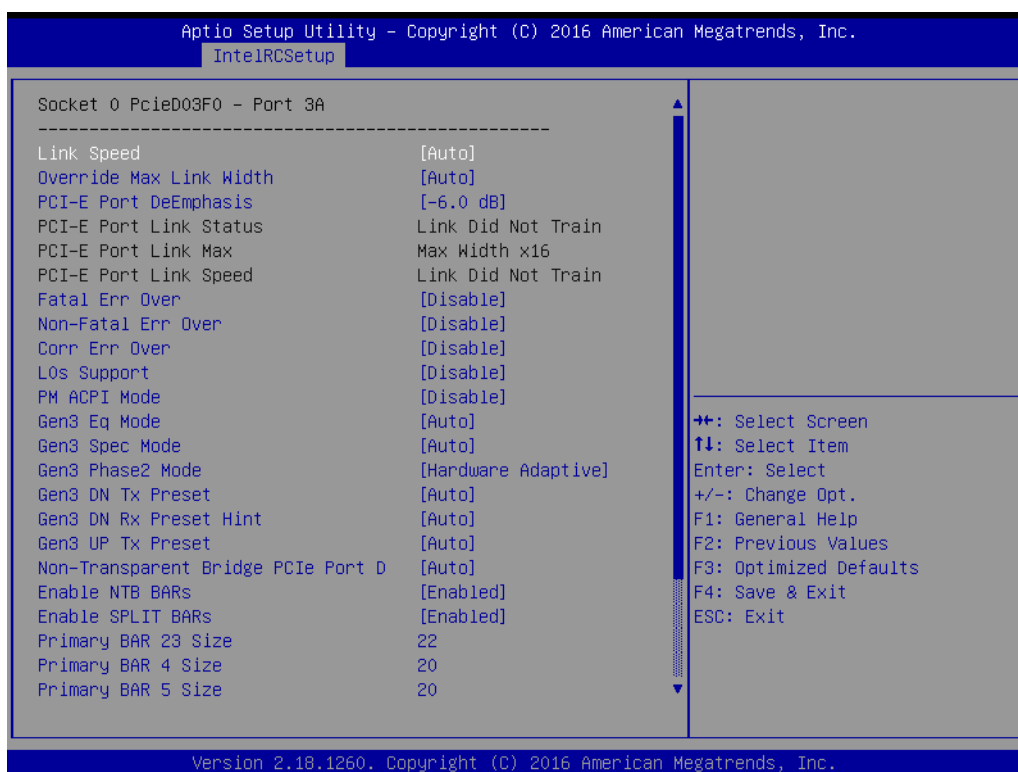 Aptio Setup Utility – Copyright (C) 2016 American Megatrends, Inc.
IntelRCSetup
Socket 0 PcieD03F0 – Port 3A
--------------------------------------------------
Link Speed [Auto]
Override Max Link Width [Auto]
PCI-E Port DeEmphasis [-6.0 dB]
PCI-E Port Link Status Link Did Not Train
PCI-E Port Link Max Max Width x16
PCI-E Port Link Speed Link Did Not Train
Fatal Err Over [Disable]
Non-Fatal Err Over [Disable]
Corr Err Over [Disable]
L0s Support [Disable]
PM ACPI Mode [Disable]
Gen3 Eq Mode [Auto]
Gen3 Spec Mode [Auto]
Gen3 Phase2 Mode [Hardware Adaptive]
Gen3 DN Tx Preset [Auto]
Gen3 DN Rx Preset Hint [Auto]
Gen3 UP Tx Preset [Auto]
Non-Transparent Bridge PCIe Port D [Auto]
Enable NTB BARs [Enabled]
Enable SPLIT BARs [Enabled]
Primary BAR 23 Size 22
Primary BAR 4 Size 20
Primary BAR 5 Size 20
→←: Select Screen
↑↓: Select Item
Enter: Select
+/-: Change Opt.
F1: General Help
F2: Previous Values
F3: Optimized Defaults
F4: Save & Exit
ESC: Exit
Version 2.18.1260. Copyright (C) 2016 American Megatrends, Inc.